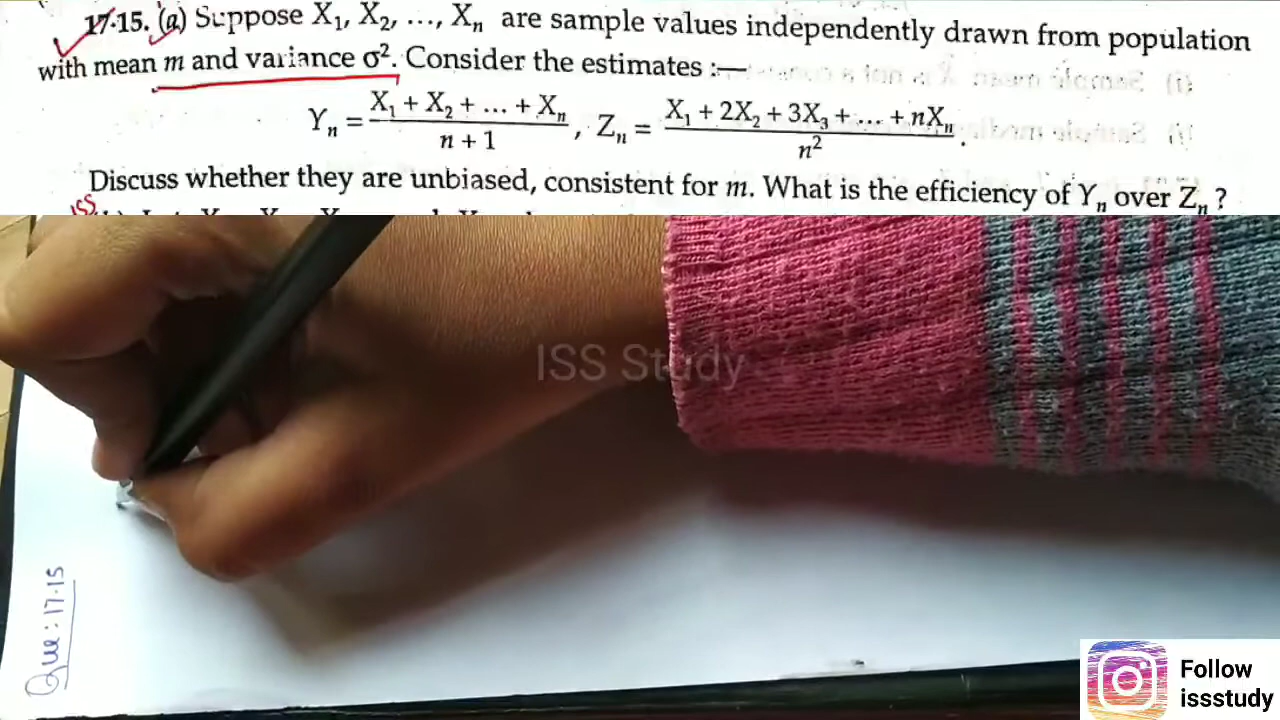 17·15. (a) Suppose X₁, X₂, ..., Xₙ are sample values independently drawn from population
with mean m and variance σ². Consider the estimates :—
Yₙ = (X₁ + X₂ + ... + Xₙ) / (n + 1), Zₙ = (X₁ + 2X₂ + 3X₃ + ... + nXₙ) / n².
Discuss whether they are unbiased, consistent for m. What is the efficiency of Yₙ over Zₙ ?
ISS
ISS Study
Que : 17.15
Follow
issstudy